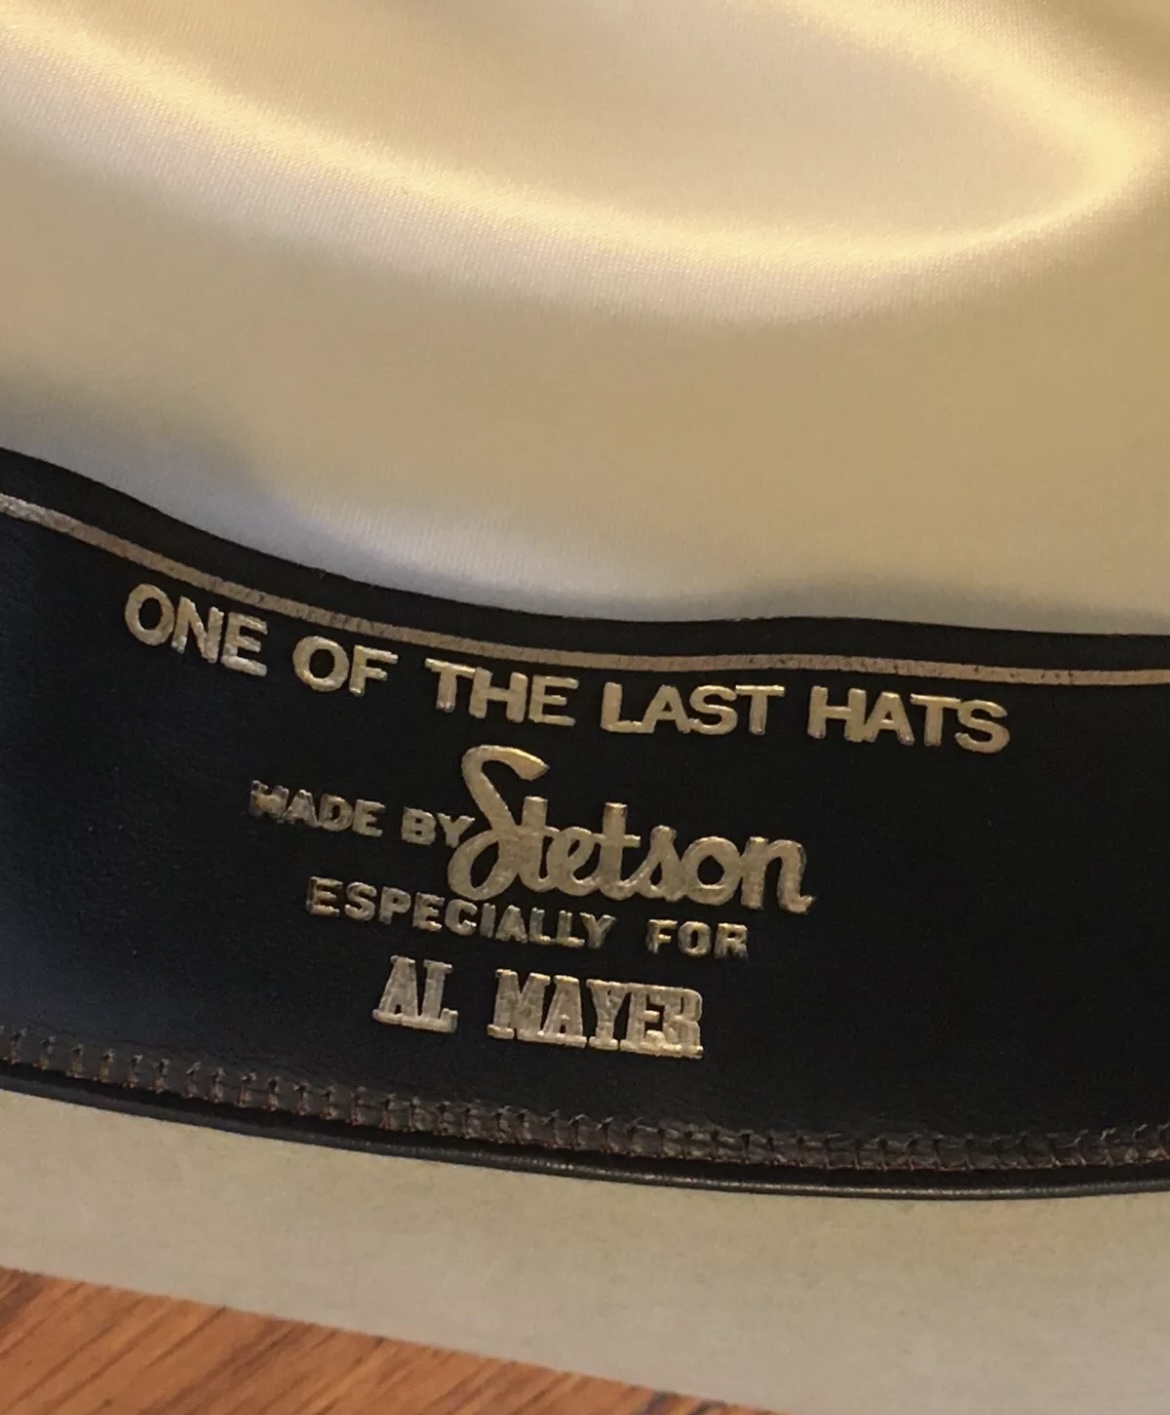 ONE OF THE LAST HATS
MADE BY Stetson
ESPECIALLY FOR
AL MAYER